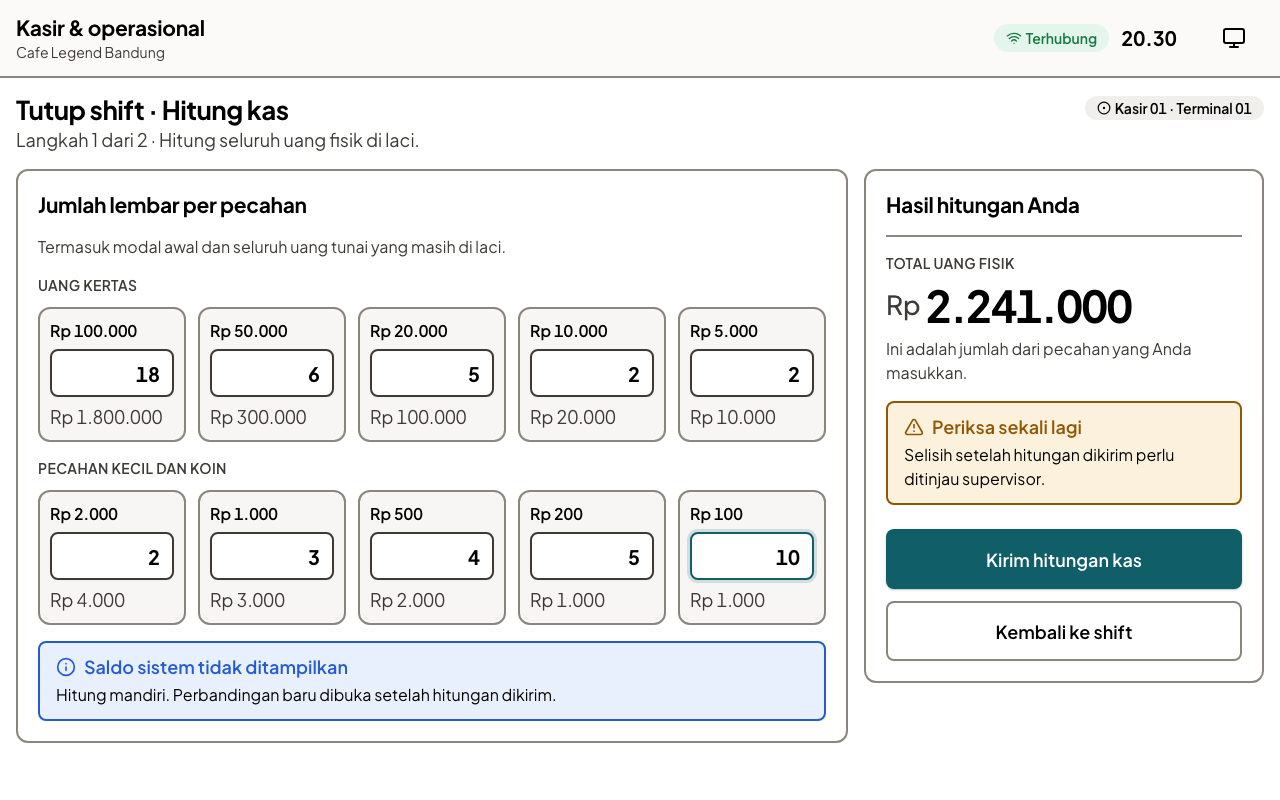 Kasir & operasional
Cafe Legend Bandung
Terhubung
20.30
Tutup shift · Hitung kas
Langkah 1 dari 2 · Hitung seluruh uang fisik di laci.
Kasir 01 · Terminal 01
Jumlah lembar per pecahan
Termasuk modal awal dan seluruh uang tunai yang masih di laci.
UANG KERTAS
Rp 100.000
18
Rp 1.800.000
Rp 50.000
6
Rp 300.000
Rp 20.000
5
Rp 100.000
Rp 10.000
2
Rp 20.000
Rp 5.000
2
Rp 10.000
PECAHAN KECIL DAN KOIN
Rp 2.000
2
Rp 4.000
Rp 1.000
3
Rp 3.000
Rp 500
4
Rp 2.000
Rp 200
5
Rp 1.000
Rp 100
10
Rp 1.000
Saldo sistem tidak ditampilkan
Hitung mandiri. Perbandingan baru dibuka setelah hitungan dikirim.
Hasil hitungan Anda
TOTAL UANG FISIK
Rp 2.241.000
Ini adalah jumlah dari pecahan yang Anda
masukkan.
Periksa sekali lagi
Selisih setelah hitungan dikirim perlu
ditinjau supervisor.
Kirim hitungan kas
Kembali ke shift